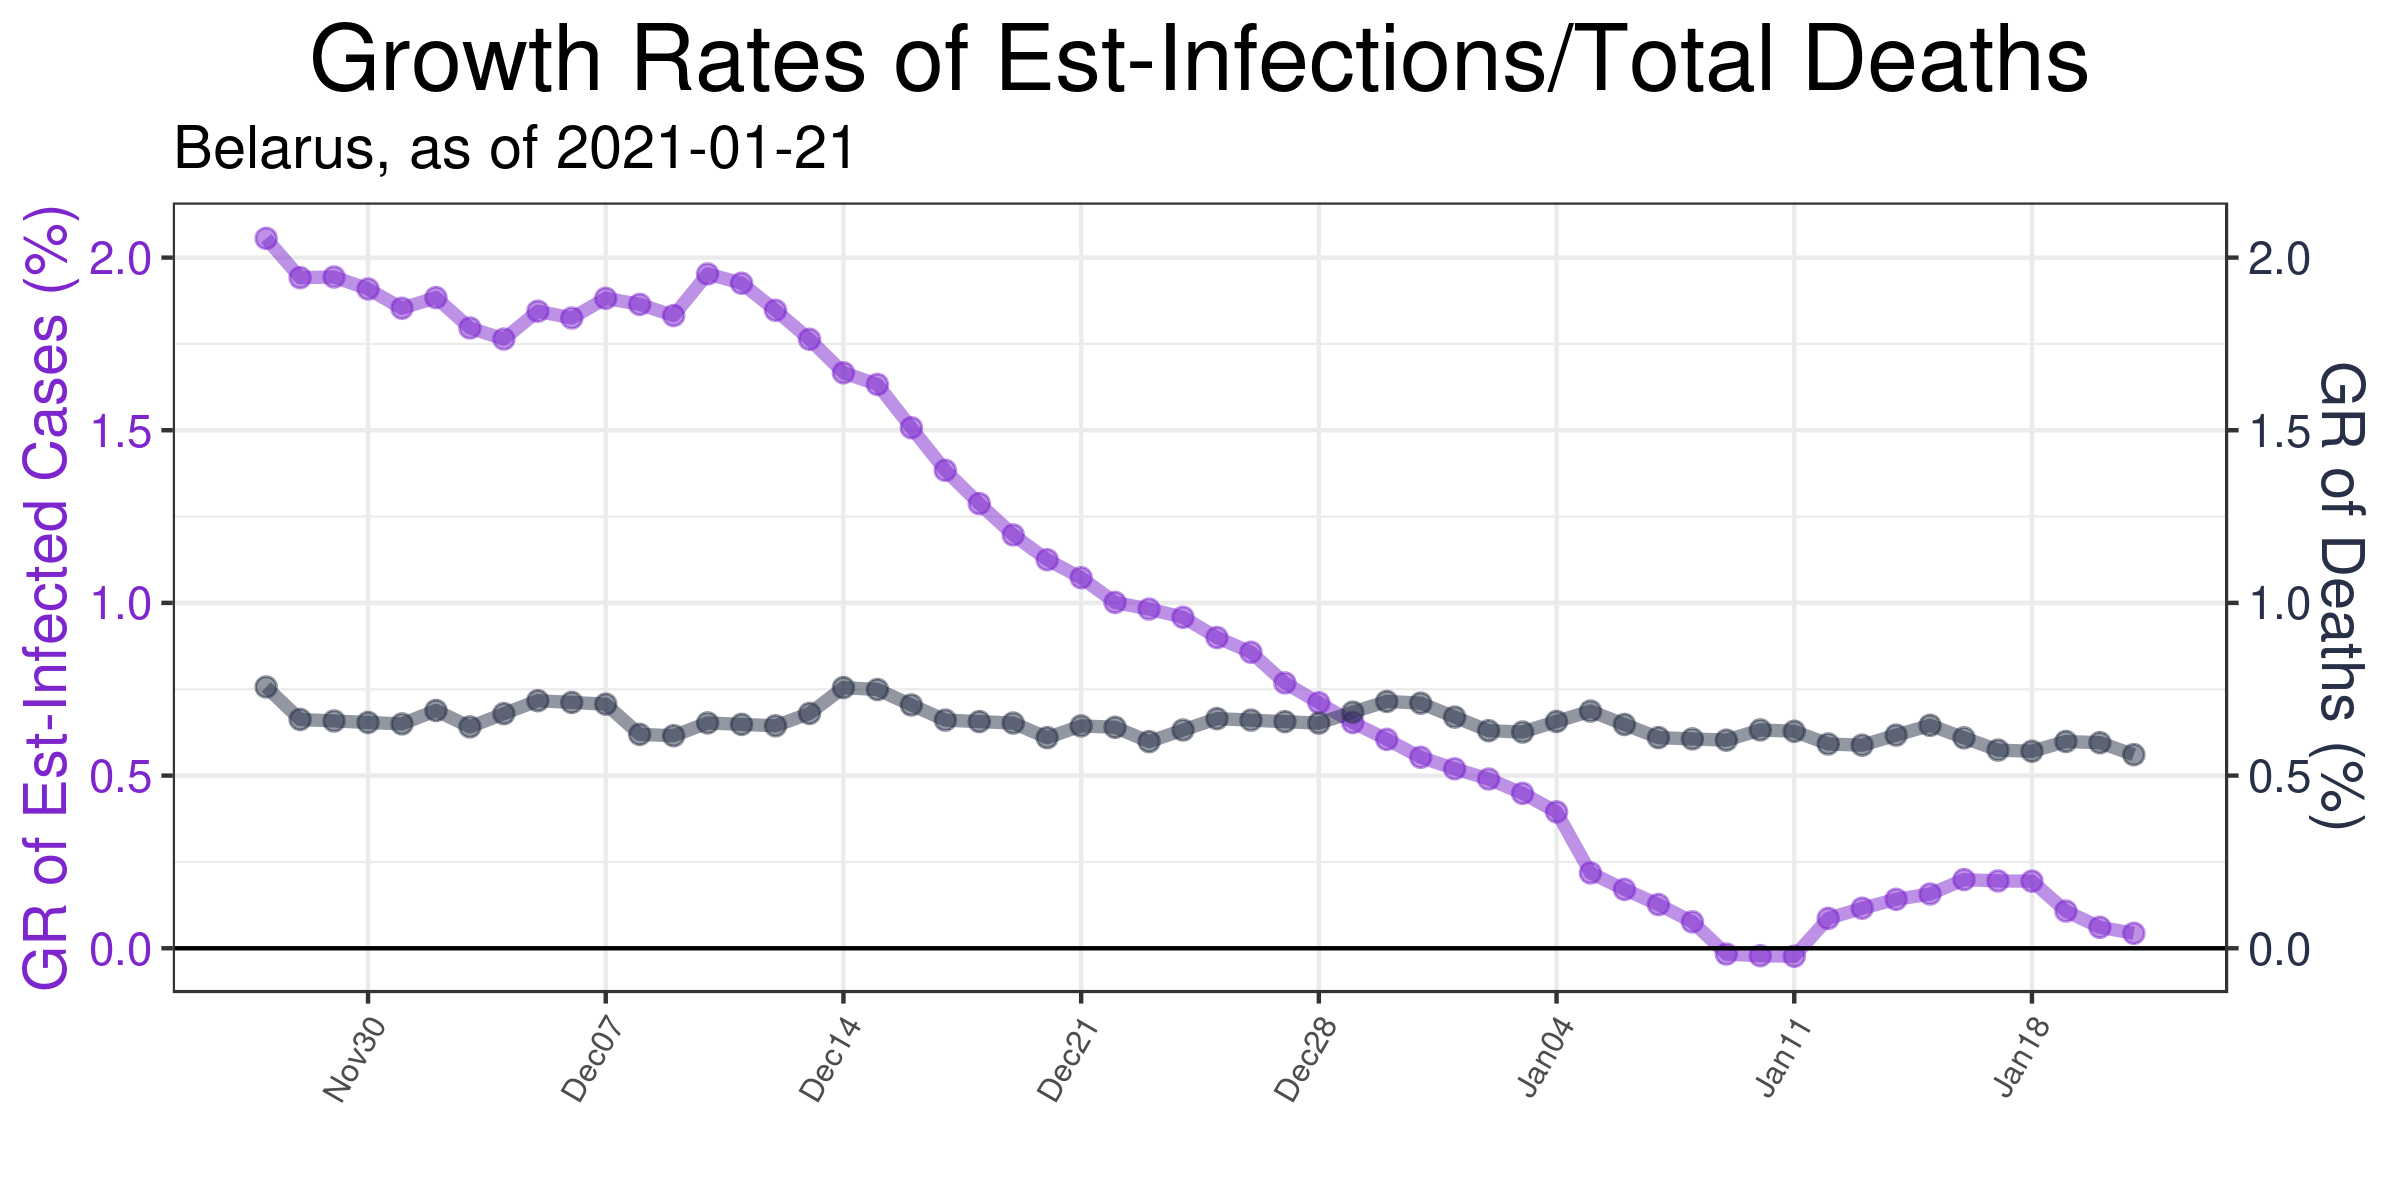 Growth Rates of Est-Infections/Total Deaths
Belarus, as of 2021-01-21
GR of Est-Infected Cases (%)
2.0
1.5
1.0
0.5
0.0
2.0
1.5
1.0
0.5
0.0
GR of Deaths (%)
Nov30
Dec07
Dec14
Dec21
Dec28
Jan04
Jan11
Jan18